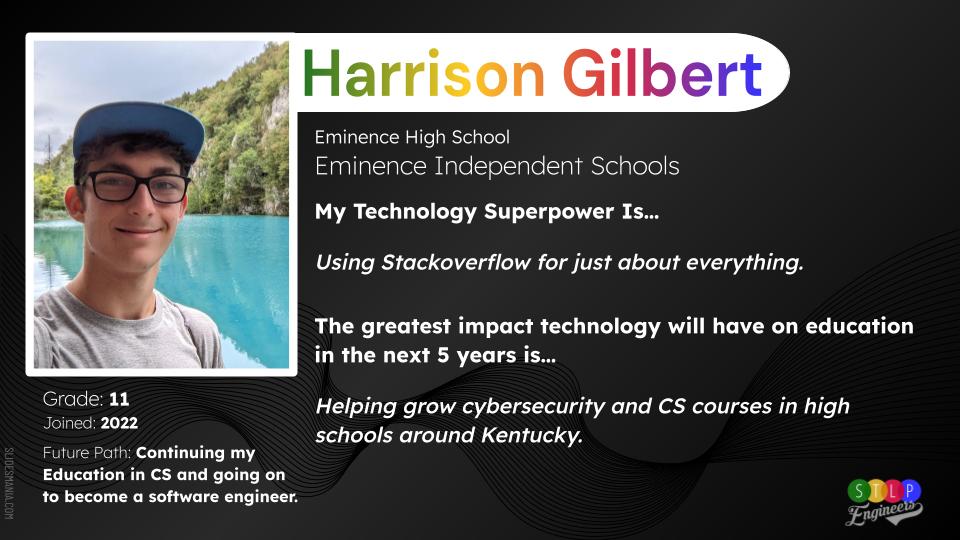 Harrison Gilbert
Eminence High School
Eminence Independent Schools
My Technology Superpower Is...
Using Stackoverflow for just about everything.
The greatest impact technology will have on education
in the next 5 years is...
Helping grow cybersecurity and CS courses in high
schools around Kentucky.
Grade: 11
Joined: 2022
Future Path: Continuing my
Education in CS and going on
to become a software engineer.
SLIDESMANIA.COM
STLP
Engineers